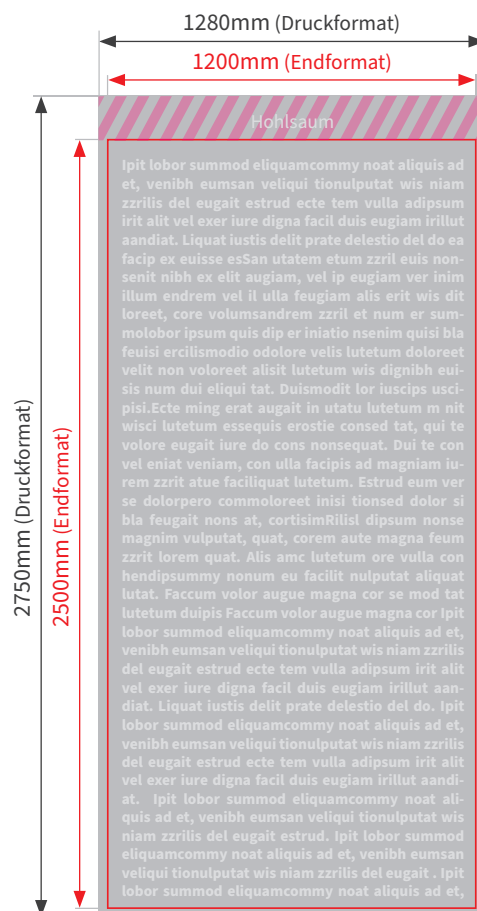 1280mm (Druckformat)
1200mm (Endformat)
Hohlsaum
2750mm (Druckformat)
2500mm (Endformat)
Ipit lobor summod eliquamcommy noat aliquis ad
et, venibh eumsan veliqui tionulputat wis niam
zzrilis del eugait estrud ecte tem vulla adipsum
irit alit vel exer iure digna facil duis eugiam irillut
aandiat. Liquat iustis delit prate delestio del do ea
facip ex euisse esSan utatem etum zzril euis non-
senit nibh ex elit augiam, vel ip eugiam ver inim
illum endrem vel il ulla feugiam alis erit wis dit
loreet, core volumsandrem zzril et num er sum-
molobor ipsum quis dip er iniatio nsenim quisi bla
feuisi ercilismodio odolore velis lutetum doloreet
velit non voloreet alisit lutetum wis dignibh eui-
sis num dui eliqui tat. Duismodit lor iuscips usci-
pisi.Ecte ming erat augait in utatu lutetum m nit
wisci lutetum essequis erostie consed tat, qui te
volore eugait iure do cons nonsequat. Dui te con
vel eniat veniam, con ulla facipis ad magniam iu-
rem zzrit atue faciliquat lutetum. Estrud eum ver
se dolorpero commoloreet inisi tionsed dolor si
bla feugait nons at, cortisimRilisl dipsum nonse
magnim vulputat, quat, corem aute magna feum
zzrit lorem quat. Alis amc lutetum ore vulla con
hendipsummy nonum eu facilit nulputat aliquat
lutat. Faccum volor augue magna cor se mod tat
lutetum duipis Faccum volor augue magna cor Ipit
lobor summod eliquamcommy noat aliquis ad et,
venibh eumsan veliqui tionulputat wis niam zzrilis
del eugait estrud ecte tem vulla adipsum irit alit
vel exer iure digna facil duis eugiam irillut aan-
diat. Liquat iustis delit prate delestio del do. Ipit
lobor summod eliquamcommy noat aliquis ad et,
venibh eumsan veliqui tionulputat wis niam zzrilis
del eugait estrud ecte tem vulla adipsum irit alit
vel exer iure digna facil duis eugiam irillut aandi-
at. Ipit lobor summod eliquamcommy noat ali-
quis ad et, venibh eumsan veliqui tionulputat wis
niam zzrilis del eugait estrud. Ipit lobor summod
eliquamcommy noat aliquis ad et, venibh eumsan
veliqui tionulputat wis niam zzrilis del eugait . Ipit
lobor summod eliquamcommy noat aliquis ad et,